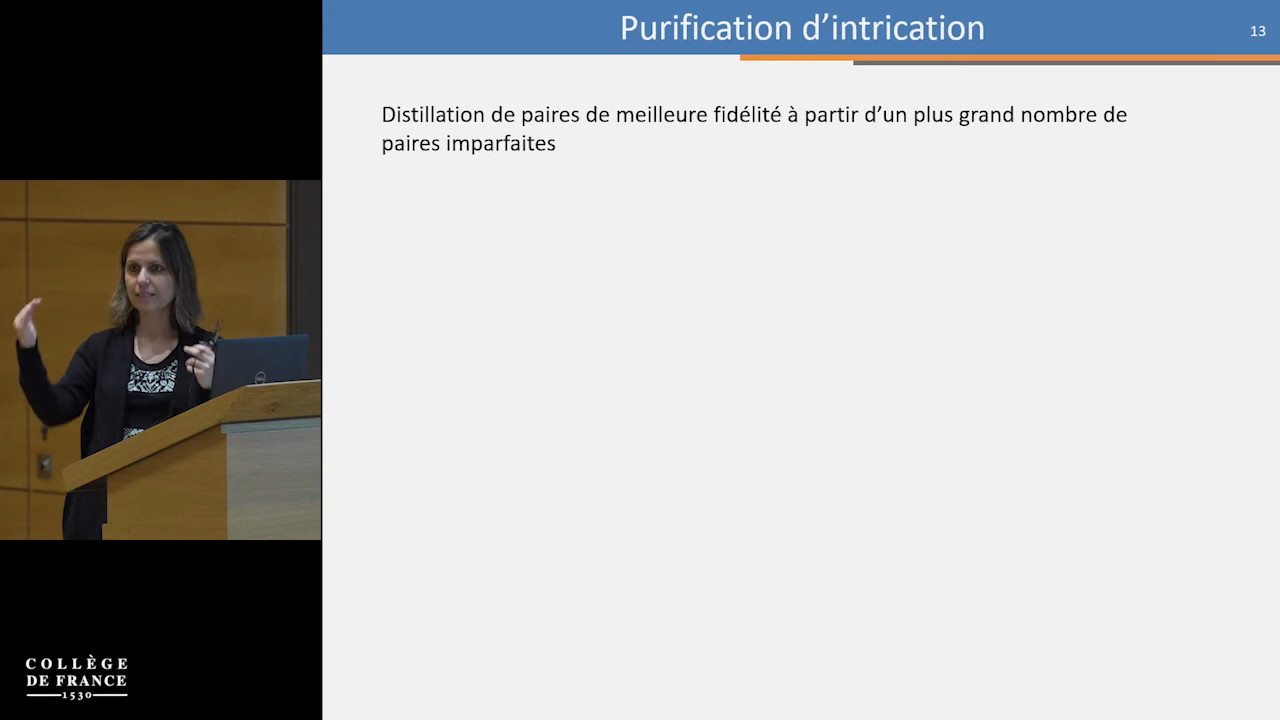 Purification d’intrication
13
Distillation de paires de meilleure fidélité à partir d’un plus grand nombre de
paires imparfaites
COLLÈGE
DE FRANCE
1530